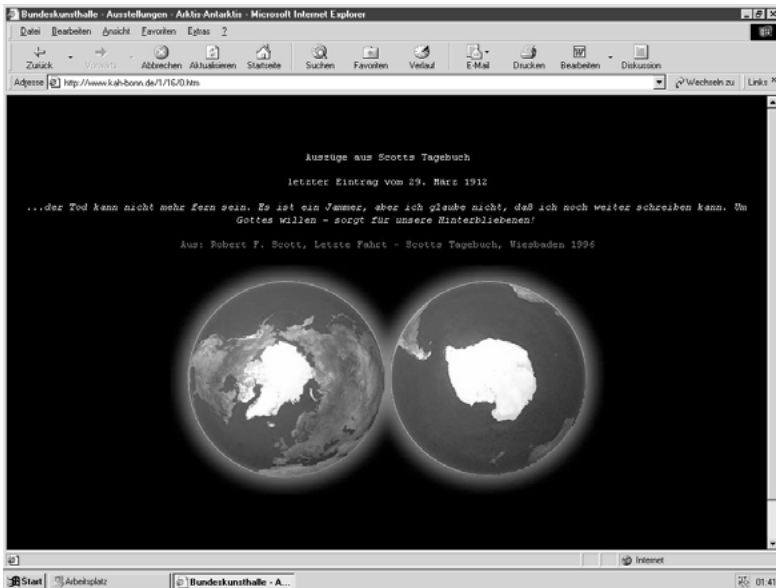 Bundeskunsthalle - Ausstellungen - Arktis-Antarktis - Microsoft Internet Explorer
Datei Bearbeiten Ansicht Favoriten Extras ?
Zurück Vorwärts Abbrechen Aktualisieren Startseite Suchen Favoriten Verlauf E-Mail Drucken Bearbeiten Diskussion
Adresse http://www.kah-bonn.de/1/16/0.htm Wechseln zu Links »
Auszüge aus Scotts Tagebuch
letzter Eintrag vom 29. März 1912
...der Tod kann nicht mehr fern sein. Es ist ein Jammer, aber ich glaube nicht, daß ich noch weiter schreiben kann. Um
Gottes willen - sorgt für unsere Hinterbliebenen!
Aus: Robert F. Scott, Letzte Fahrt - Scotts Tagebuch, Wiesbaden 1996
Internet
Start Arbeitsplatz Bundeskunsthalle - A... 01:41